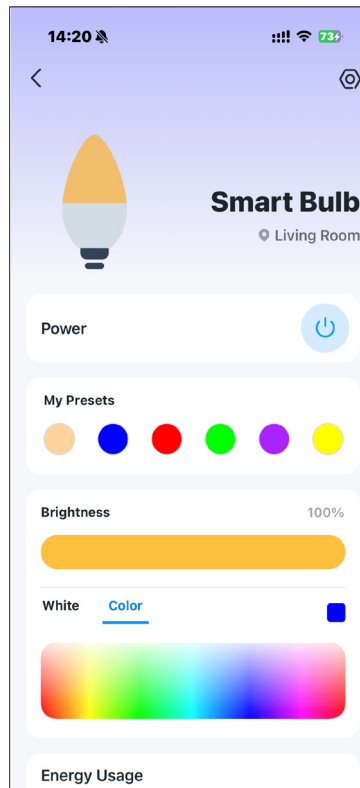 14:20
73
Smart Bulb
Living Room
Power
My Presets
Brightness 100%
White Color
Energy Usage